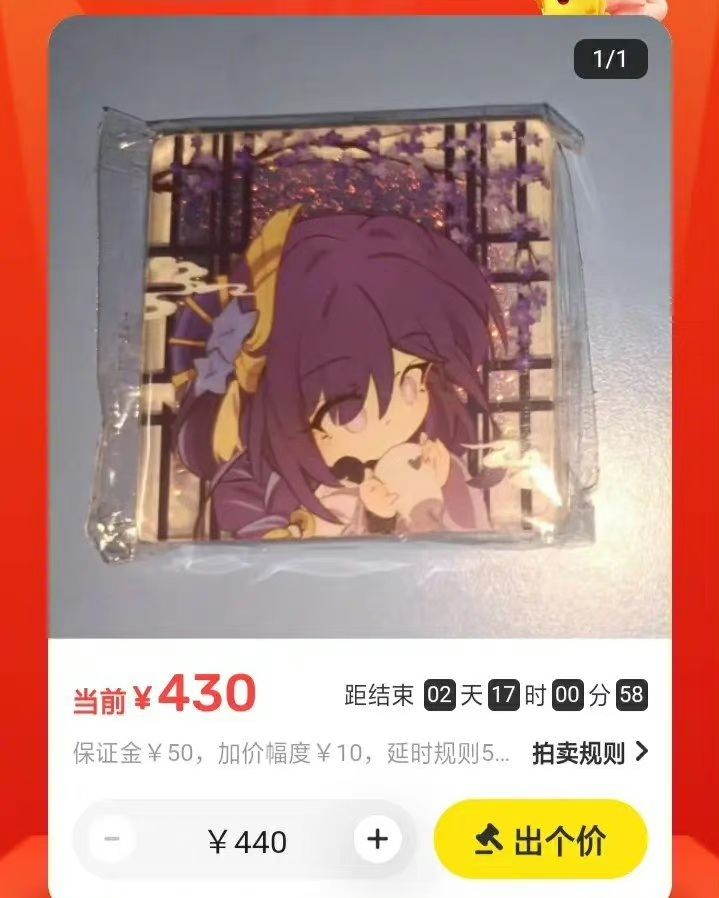 1/1
当前¥430
距结束 02 天 17 时 00 分 58
保证金¥50，加价幅度¥10，延时规则5... 拍卖规则
¥440
出个价